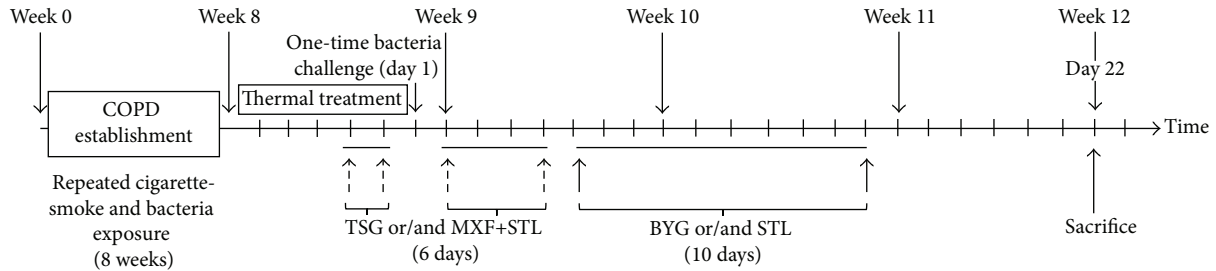 Week 0
Week 8
Week 9
Week 10
Week 11
Week 12
One-time bacteria
challenge (day 1)
Day 22
Thermal treatment
COPD
establishment
Time
Repeated cigarette-
smoke and bacteria
exposure
(8 weeks)
TSG or/and MXF+STL
(6 days)
BYG or/and STL
(10 days)
Sacrifice